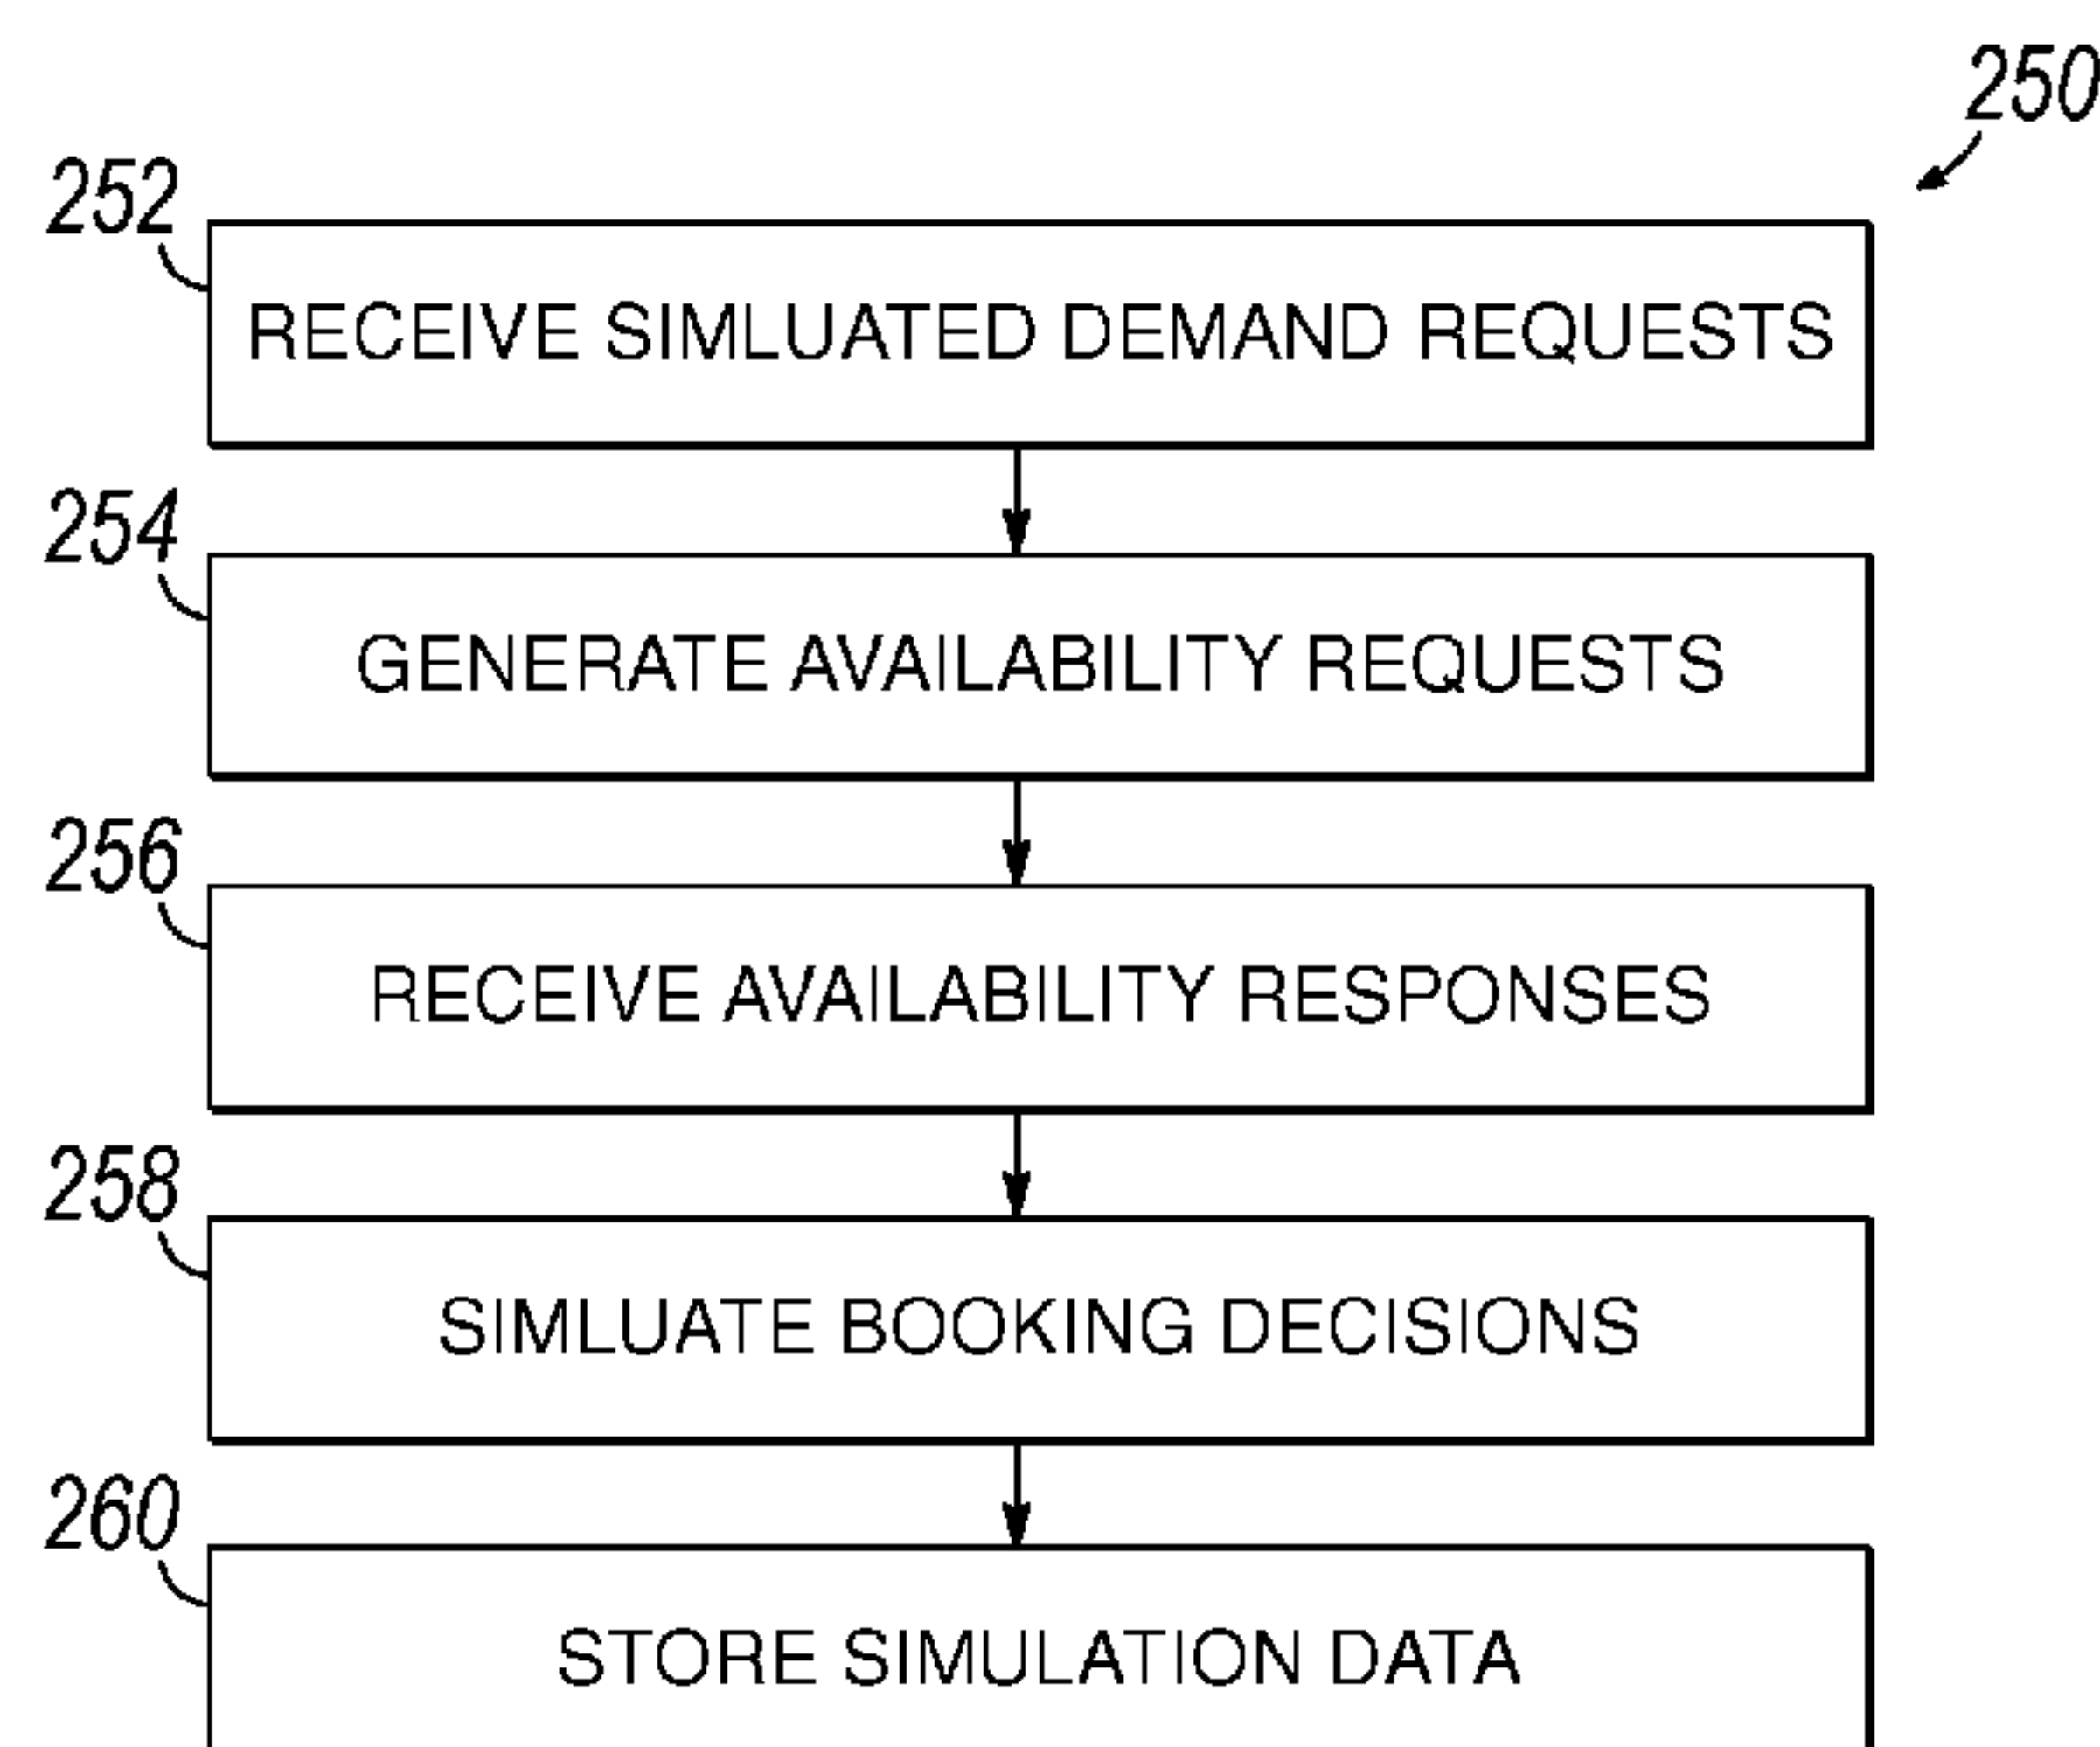 250
252
RECEIVE SIMLUATED DEMAND REQUESTS
254
GENERATE AVAILABILITY REQUESTS
256
RECEIVE AVAILABILITY RESPONSES
258
SIMLUATE BOOKING DECISIONS
260
STORE SIMULATION DATA